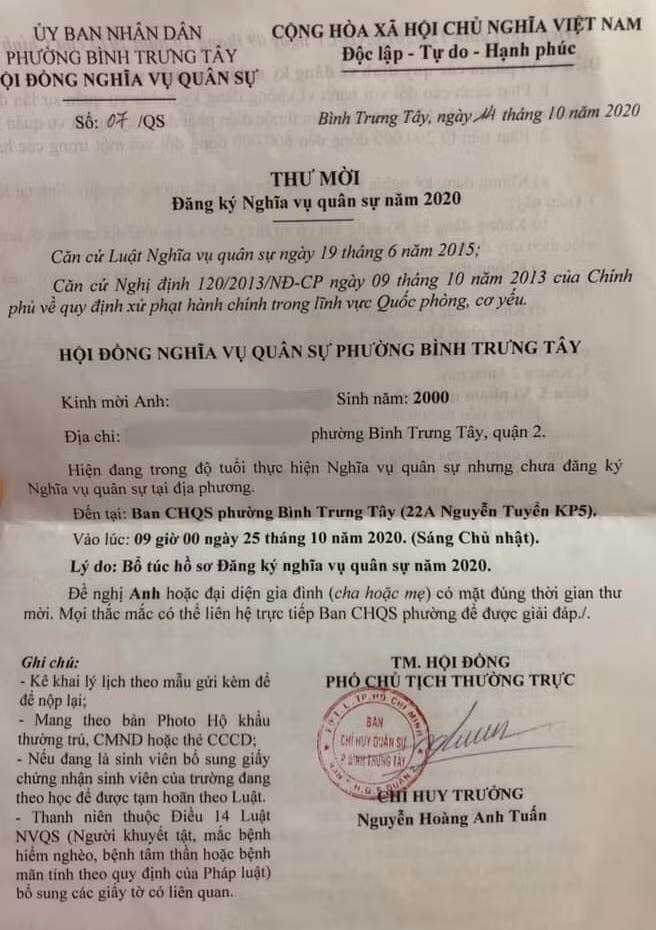 ỦY BAN NHÂN DÂN
PHƯỜNG BÌNH TRƯNG TÂY
ỘI ĐỒNG NGHĨA VỤ QUÂN SỰ
Số: 07 /QS
CỘNG HÒA XÃ HỘI CHỦ NGHĨA VIỆT NAM
Độc lập - Tự do - Hạnh phúc
Bình Trưng Tây, ngày 14 tháng 10 năm 2020
THƯ MỜI
Đăng ký Nghĩa vụ quân sự năm 2020
Căn cứ Luật Nghĩa vụ quân sự ngày 19 tháng 6 năm 2015;
Căn cứ Nghị định 120/2013/NĐ-CP ngày 09 tháng 10 năm 2013 của Chính
phủ về quy định xử phạt hành chính trong lĩnh vực Quốc phòng, cơ yếu.
HỘI ĐỒNG NGHĨA VỤ QUÂN SỰ PHƯỜNG BÌNH TRƯNG TÂY
Kính mời Anh: Sinh năm: 2000
Địa chỉ: phường Bình Trưng Tây, quận 2.
Hiện đang trong độ tuổi thực hiện Nghĩa vụ quân sự nhưng chưa đăng ký
Nghĩa vụ quân sự tại địa phương.
Đến tại: Ban CHQS phường Bình Trưng Tây (22A Nguyễn Tuyển KP5).
Vào lúc: 09 giờ 00 ngày 25 tháng 10 năm 2020. (Sáng Chủ nhật).
Lý do: Bổ túc hồ sơ Đăng ký nghĩa vụ quân sự năm 2020.
Đề nghị Anh hoặc đại diện gia đình (cha hoặc mẹ) có mặt đúng thời gian thư
mời. Mọi thắc mắc có thể liên hệ trực tiếp Ban CHQS phường để được giải đáp./.
Ghi chú:
- Kê khai lý lịch theo mẫu gửi kèm để
để nộp lại;
- Mang theo bản Photo Hộ khẩu
thường trú, CMND hoặc thẻ CCCD;
- Nếu đang là sinh viên bổ sung giấy
chứng nhận sinh viên của trường đang
theo học để được tạm hoãn theo Luật.
- Thanh niên thuộc Điều 14 Luật
NVQS (Người khuyết tật, mắc bệnh
hiểm nghèo, bệnh tâm thần hoặc bệnh
mãn tính theo quy định của Pháp luật)
bổ sung các giấy tờ có liên quan.
TM. HỘI ĐỒNG
PHÓ CHỦ TỊCH THƯỜNG TRỰC
BAN
CHỈ HUY QUÂN SỰ
P. BÌNH TRƯNG TÂY
CHỈ HUY TRƯỞNG
Nguyễn Hoàng Anh Tuấn